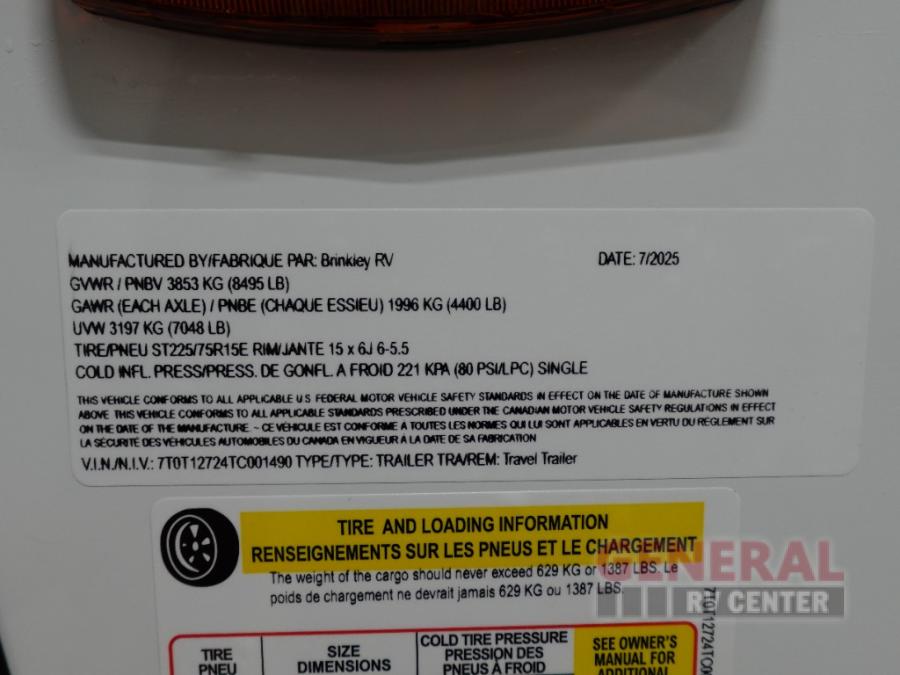 MANUFACTURED BY/FABRIQUE PAR: Brinkley RV DATE: 7/2025
GVWR / PNBV 3853 KG (8495 LB)
GAWR (EACH AXLE) / PNBE (CHAQUE ESSIEU) 1996 KG (4400 LB)
UVW 3197 KG (7048 LB)
TIRE/PNEU ST225/75R15E RIM/JANTE 15 x 6J 6-5.5
COLD INFL. PRESS/PRESS. DE GONFL. A FROID 221 KPA (80 PSI/LPC) SINGLE
THIS VEHICLE CONFORMS TO ALL APPLICABLE U.S FEDERAL MOTOR VEHICLE SAFETY STANDARDS IN EFFECT ON THE DATE OF MANUFACTURE SHOWN
ABOVE THIS VEHICLE CONFORMS TO ALL APPLICABLE STANDARDS PRESCRIBED UNDER THE CANADIAN MOTOR VEHICLE SAFETY REGULATIONS IN EFFECT
ON THE DATE OF THE MANUFACTURE ~ CE VEHICULE EST CONFORME A TOUTES LES NORMES QUI LUI SONT APPLICABLES EN VERTU DU REGLEMENT SUR
LA SÉCURITÉ DES VÉHICULES AUTOMOBILES DU CANADA EN VIGUEUR À LA DATE DE SA FABRICATION
V.I.N./N.I.V.: 7T0T12724TC001490 TYPE/TYPE: TRAILER TRA/REM: Travel Trailer
TIRE AND LOADING INFORMATION
RENSEIGNEMENTS SUR LES PNEUS ET LE CHARGEMENT
The weight of the cargo should never exceed 629 KG or 1387 LBS. Le
poids de chargement ne devrait jamais 629 KG ou 1387 LBS.
GENERAL
RV CENTER
TIRE
PNEU
SIZE
DIMENSIONS
COLD TIRE PRESSURE
PRESSION DES
PNEUS À FROID
SEE OWNER'S
MANUAL FOR
ADDITIONAL